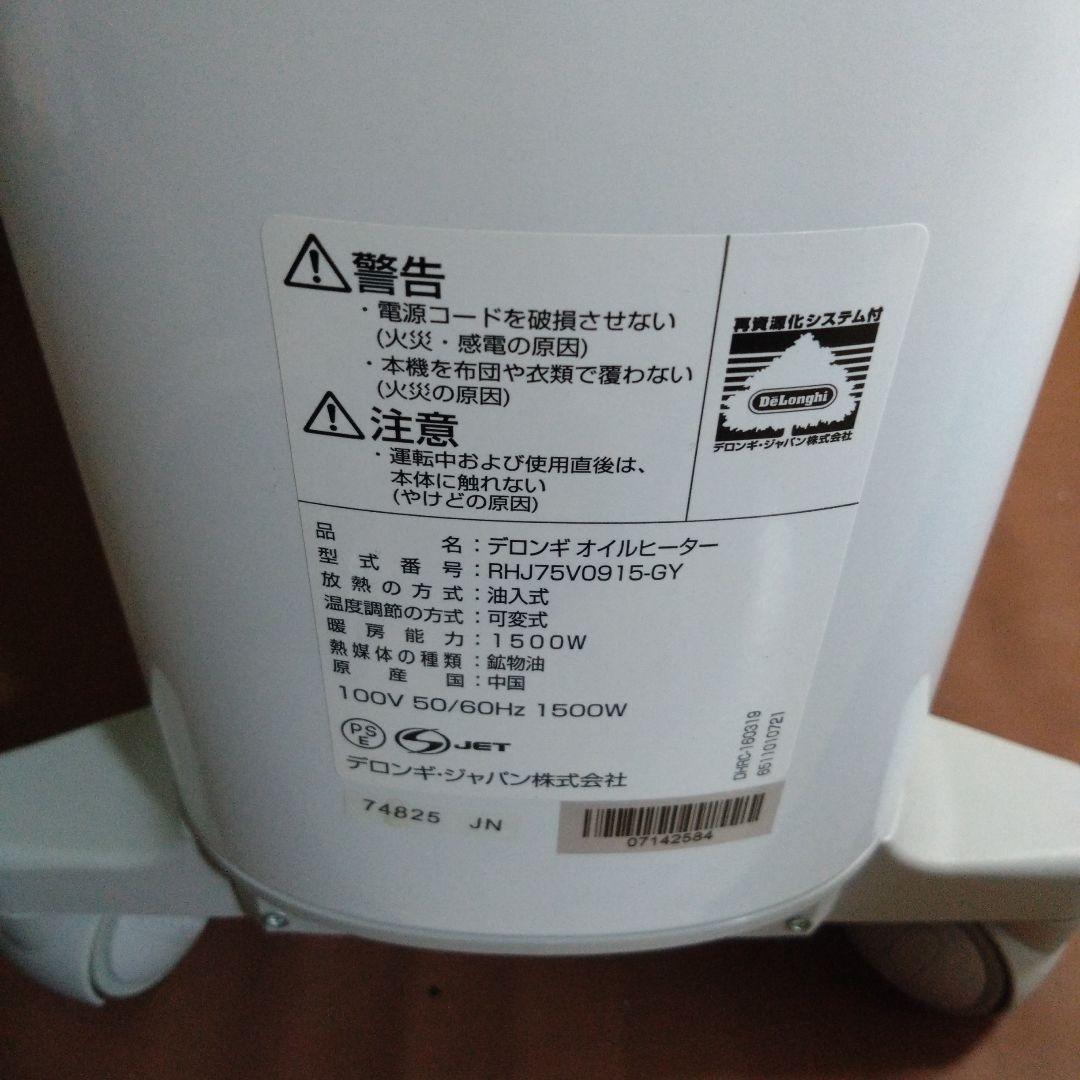 警告
・電源コードを破損させない
(火災・感電の原因)
・本機を布団や衣類で覆わない
(火災の原因)
注意
・運転中および使用直後は、
本体に触れない
(やけどの原因)
再資源化システム付
DeLonghi
デロンギ・ジャパン株式会社
品名：デロンギ オイルヒーター
型式番号：RHJ75V0915-GY
放熱の方式：油入式
温度調節の方式：可変式
暖房能力：1500W
熱媒体の種類：鉱物油
原産国：中国
100V 50/60Hz 1500W
PSE JET
デロンギ・ジャパン株式会社
DHRC-160319
6511010721
74825 JN
07142584